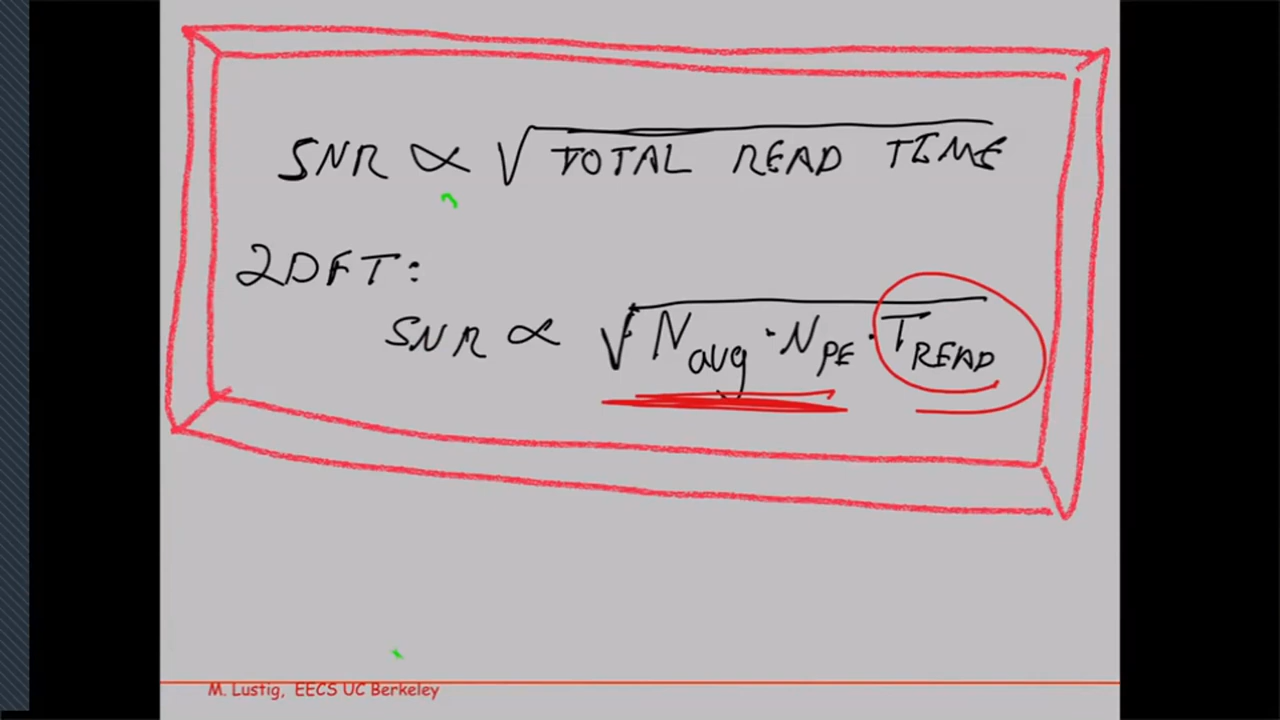 SNR ∝ √TOTAL READ TIME
2DFT:
SNR ∝ √N_avg · N_PE · T_READ
M. Lustig, EECS UC Berkeley